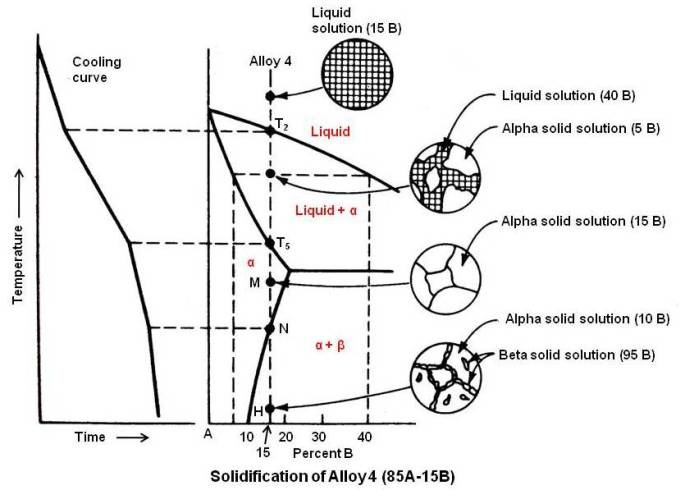 Liquid
solution (15 B)
Cooling
curve
Alloy 4
T2
Liquid
Liquid solution (40 B)
Alpha solid solution (5 B)
Liquid + α
Temperature
T5
α
M
Alpha solid solution (15 B)
N
α + β
Alpha solid solution (10 B)
Beta solid solution (95 B)
H
Time
A
10
20
30
40
15
Percent B
Solidification of Alloy 4 (85A-15B)